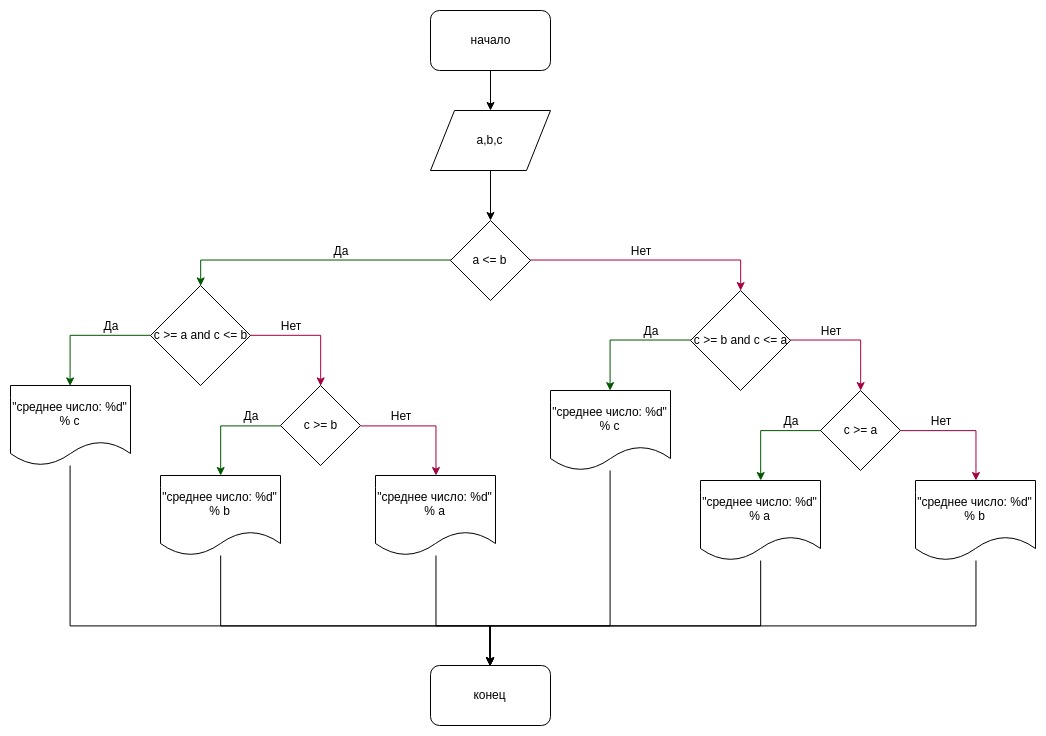 начало
a,b,c
a <= b
Да
Нет
c >= a and c <= b
Да
Нет
"среднее число: %d"
% c
c >= b
Да
Нет
"среднее число: %d"
% b
"среднее число: %d"
% a
c >= b and c <= a
Да
Нет
"среднее число: %d"
% c
c >= a
Да
Нет
"среднее число: %d"
% a
"среднее число: %d"
% b
конец